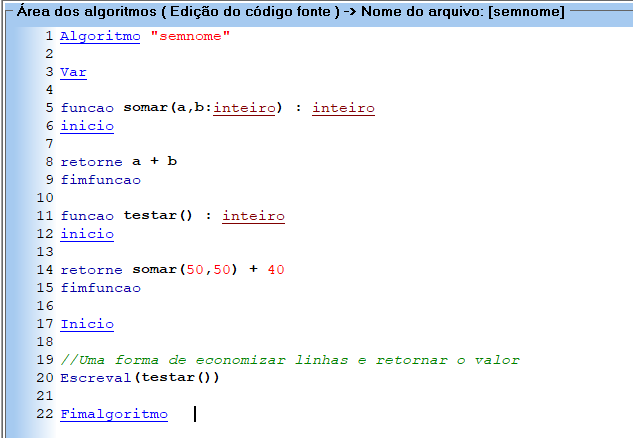 Área dos algoritmos ( Edição do código fonte ) -> Nome do arquivo: [semnome]
1 Algoritmo "semnome"
2
3 Var
4
5 funcao somar(a,b:inteiro) : inteiro
6 inicio
7
8 retorne a + b
9 fimfuncao
10
11 funcao testar() : inteiro
12 inicio
13
14 retorne somar(50,50) + 40
15 fimfuncao
16
17 Inicio
18
19 //Uma forma de economizar linhas e retornar o valor
20 Escreval(testar())
21
22 Fimalgoritmo